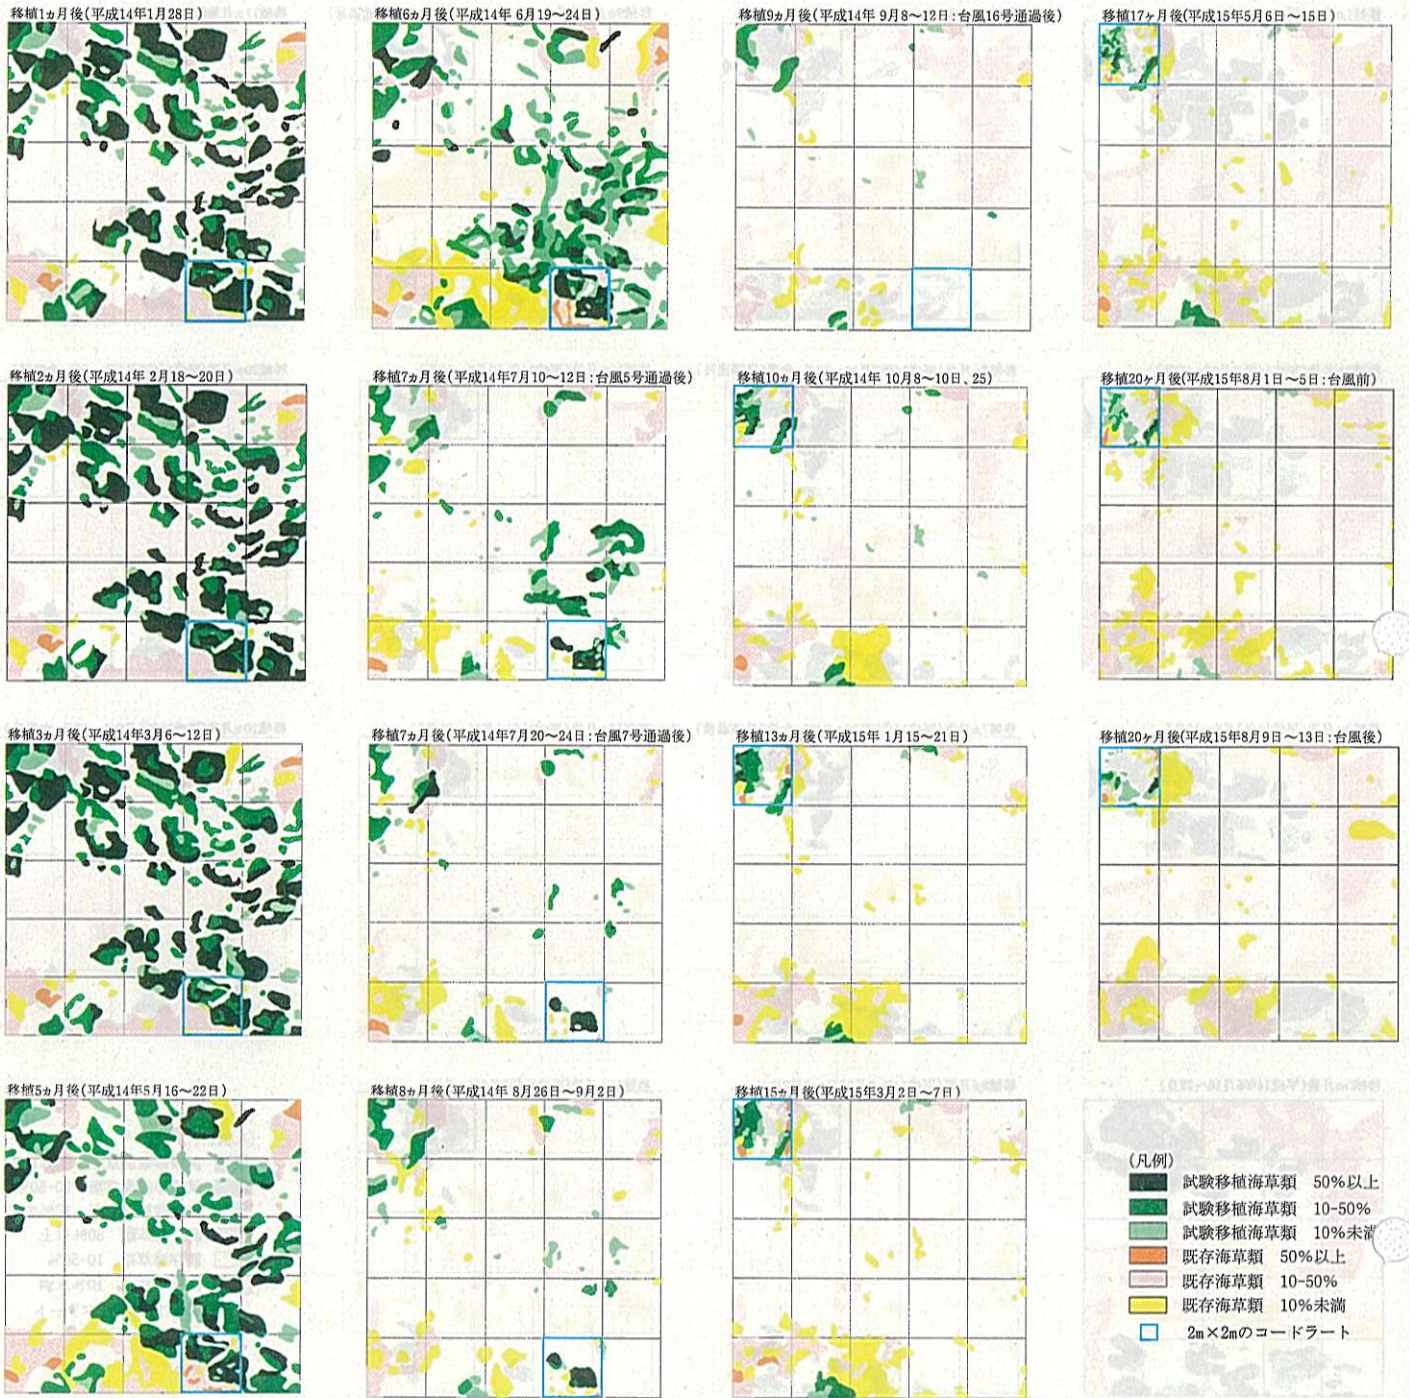 移植1ヵ月後(平成14年1月28日)
移植2ヵ月後(平成14年 2月18~20日)
移植3ヵ月後(平成14年3月6~12日)
移植5ヵ月後(平成14年5月16~22日)
移植6ヵ月後(平成14年 6月19~24日)
移植7ヵ月後(平成14年7月10~12日:台風5号通過後)
移植7ヵ月後(平成14年7月20~24日:台風7号通過後)
移植8ヵ月後(平成14年 8月26日~9月2日)
移植9ヵ月後(平成14年 9月8~12日:台風16号通過後)
移植10ヵ月後(平成14年 10月8~10日、25)
移植13ヵ月後(平成15年 1月15~21日)
移植15ヵ月後(平成15年3月2日~7日)
移植17ヶ月後(平成15年5月6日~15日)
移植20ヶ月後(平成15年8月1日~5日:台風前)
移植20ヶ月後(平成15年8月9日~13日:台風後)
(凡例)
試験移植海草類 50%以上
試験移植海草類 10-50%
試験移植海草類 10%未満
既存海草類 50%以上
既存海草類 10-50%
既存海草類 10%未満
2m×2mのコードラート